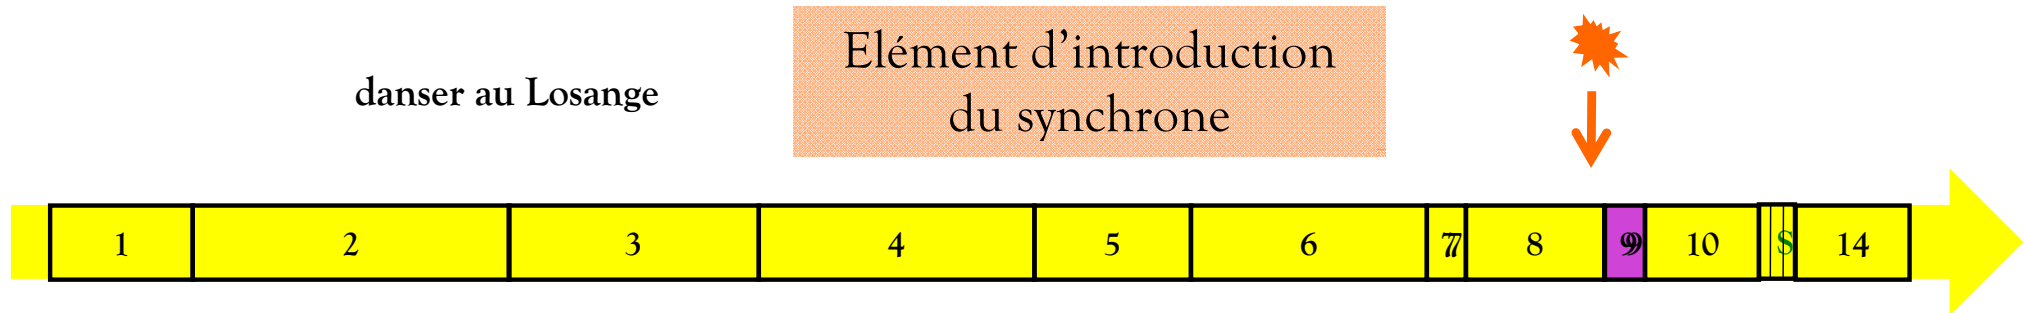 danser au Losange
Elément d’introduction
du synchrone
1 2 3 4 5 6 7 8 9 10 S 14